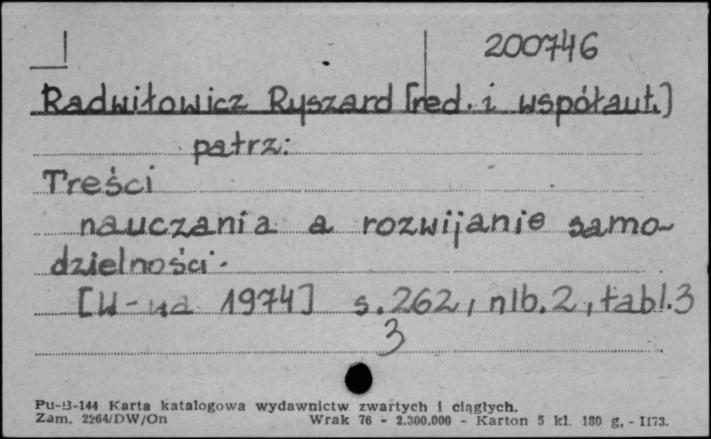 200746
Radwiłowicz Ryszard [red. i współaut.]
patrz:
Treści
nauczania a rozwijanie samo-
dzielności.
[W-wa 1974] s. 262, nlb. 2, tabl. 3
3
Pu-B-144 Karta katalogowa wydawnictw zwartych i ciągłych.
Zam. 2264/DW/On Wrak 76 - 2.300.000 - Karton 5 kl. 180 g, - II73.